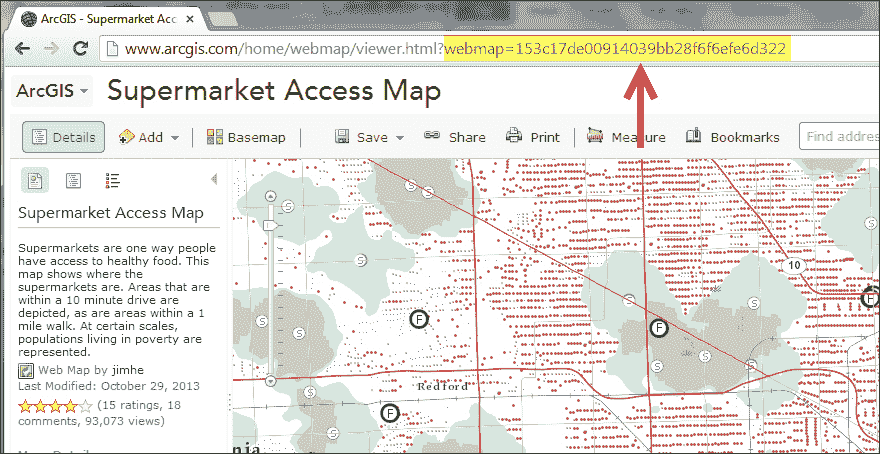 ArcGIS - Supermarket Acc
www.arcgis.com/home/webmap/viewer.html?webmap=153c17de00914039bb28f6f6efe6d322
ArcGIS Supermarket Access Map
Details Add Basemap Save Share Print Measure Bookmarks Find addre
Supermarket Access Map
Supermarkets are one way people
have access to healthy food. This
map shows where the
supermarkets are. Areas that are
within a 10 minute drive are
depicted, as are areas within a 1
mile walk. At certain scales,
populations living in poverty are
represented.
Web Map by jimhe
Last Modified: October 29, 2013
(15 ratings, 18
comments, 93,073 views)
S
S
S
S
S
10
F
F
S
F
S
S
S
S
Redford
S
F
S
nia